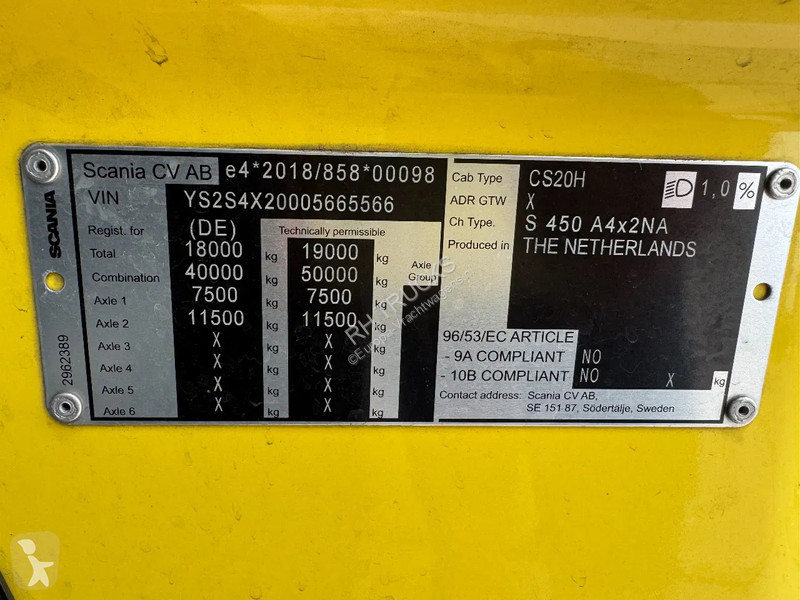 Scania CV AB e4*2018/858*00098
VIN YS2S4X20005665566
Regist. for (DE) Technically permissible
Total 18000 kg 19000 kg
Combination 40000 kg 50000 kg
Axle Group
Axle 1 7500 kg 7500 kg
Axle 2 11500 kg 11500 kg
Axle 3 X kg X kg
Axle 4 X kg X kg
Axle 5 X kg X kg
Axle 6 X kg X kg
SCANIA
2962389
Cab Type CS20H 1,0 %
ADR GTW X
Ch Type. S 450 A4x2NA
Produced in THE NETHERLANDS
96/53/EC ARTICLE
- 9A COMPLIANT NO
- 10B COMPLIANT NO X kg
Contact address: Scania CV AB,
SE 151 87, Södertälje, Sweden
RH TRUCKS